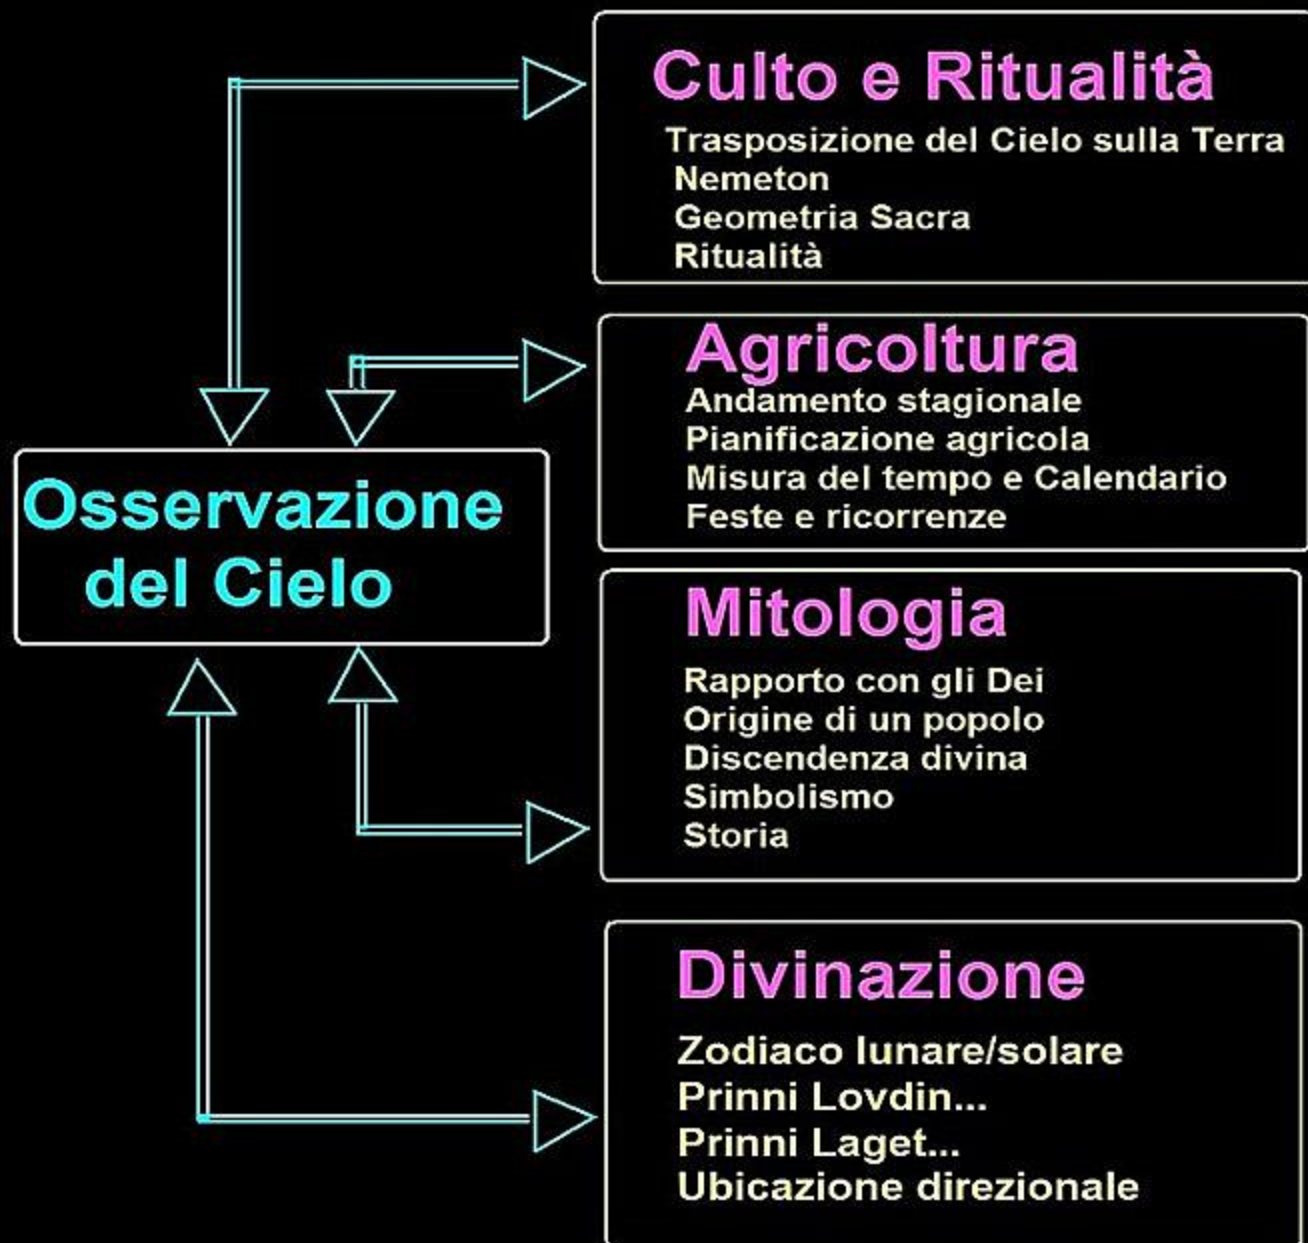 Culto e Ritualità
Trasposizione del Cielo sulla Terra
Nemeton
Geometria Sacra
Ritualità
Agricoltura
Andamento stagionale
Pianificazione agricola
Misura del tempo e Calendario
Feste e ricorrenze
Osservazione
del Cielo
Mitologia
Rapporto con gli Dei
Origine di un popolo
Discendenza divina
Simbolismo
Storia
Divinazione
Zodiaco lunare/solare
Prinni Lovdin...
Prinni Laget...
Ubicazione direzionale